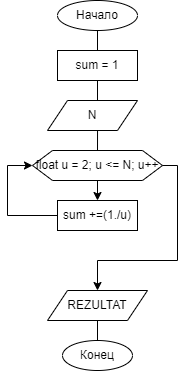 Начало
sum = 1
N
float u = 2; u <= N; u++
sum +=(1./u)
REZULTAT
Конец